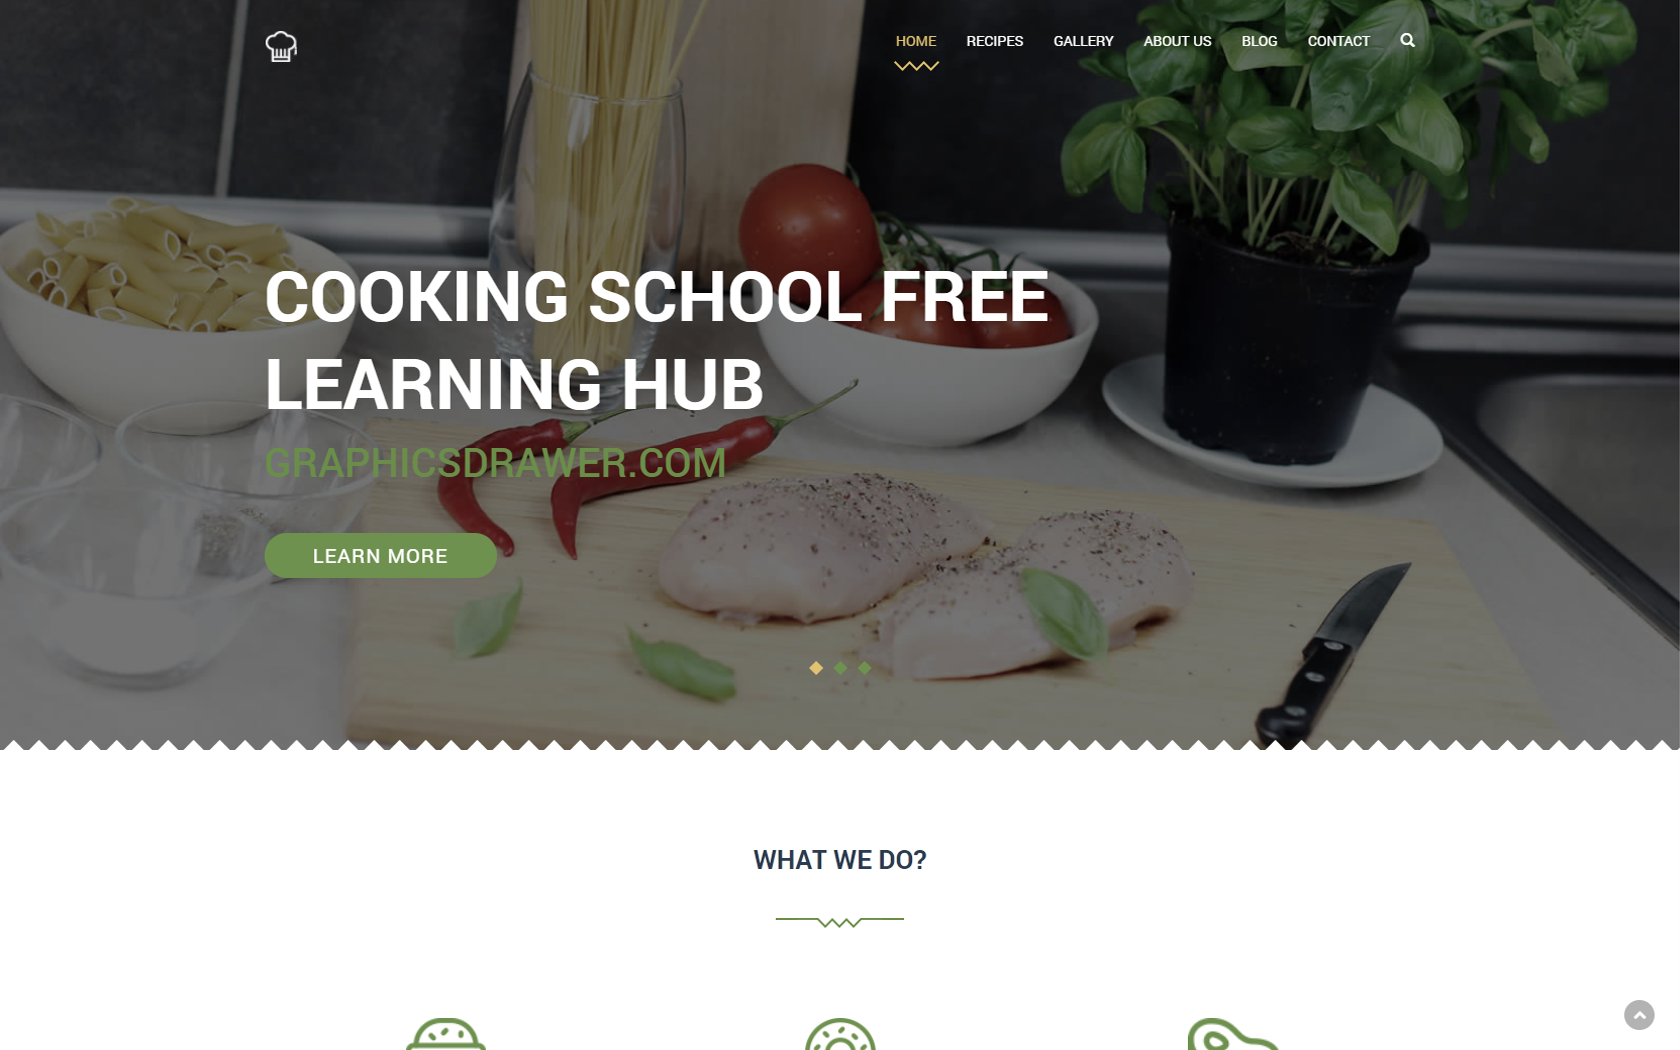 HOME RECIPES GALLERY ABOUT US BLOG CONTACT
COOKING SCHOOL FREE
LEARNING HUB
GRAPHICSDRAWER.COM
LEARN MORE
WHAT WE DO?